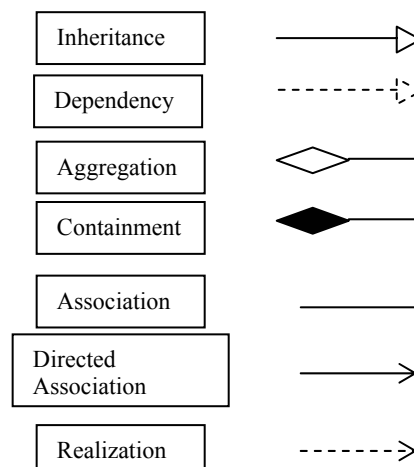 Inheritance
Dependency
Aggregation
Containment
Association
Directed
Association
Realization